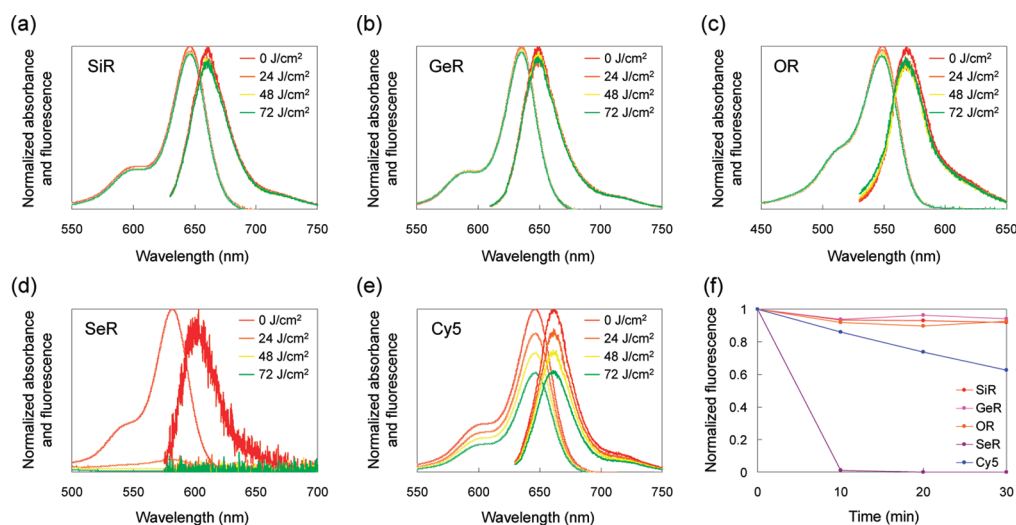 (a)
SiR
0 J/cm²
24 J/cm²
48 J/cm²
72 J/cm²
Normalized absorbance
and fluorescence
550 600 650 700 750
Wavelength (nm)
(b)
GeR
0 J/cm²
24 J/cm²
48 J/cm²
72 J/cm²
Normalized absorbance
and fluorescence
550 600 650 700 750
Wavelength (nm)
(c)
OR
0 J/cm²
24 J/cm²
48 J/cm²
72 J/cm²
Normalized absorbance
and fluorescence
450 500 550 600 650
Wavelength (nm)
(d)
SeR
0 J/cm²
24 J/cm²
48 J/cm²
72 J/cm²
Normalized absorbance
and fluorescence
500 550 600 650 700
Wavelength (nm)
(e)
Cy5
0 J/cm²
24 J/cm²
48 J/cm²
72 J/cm²
Normalized absorbance
and fluorescence
550 600 650 700 750
Wavelength (nm)
(f)
Normalized fluorescence
1
0.8
0.6
0.4
0.2
0
SiR
GeR
OR
SeR
Cy5
0 10 20 30
Time (min)